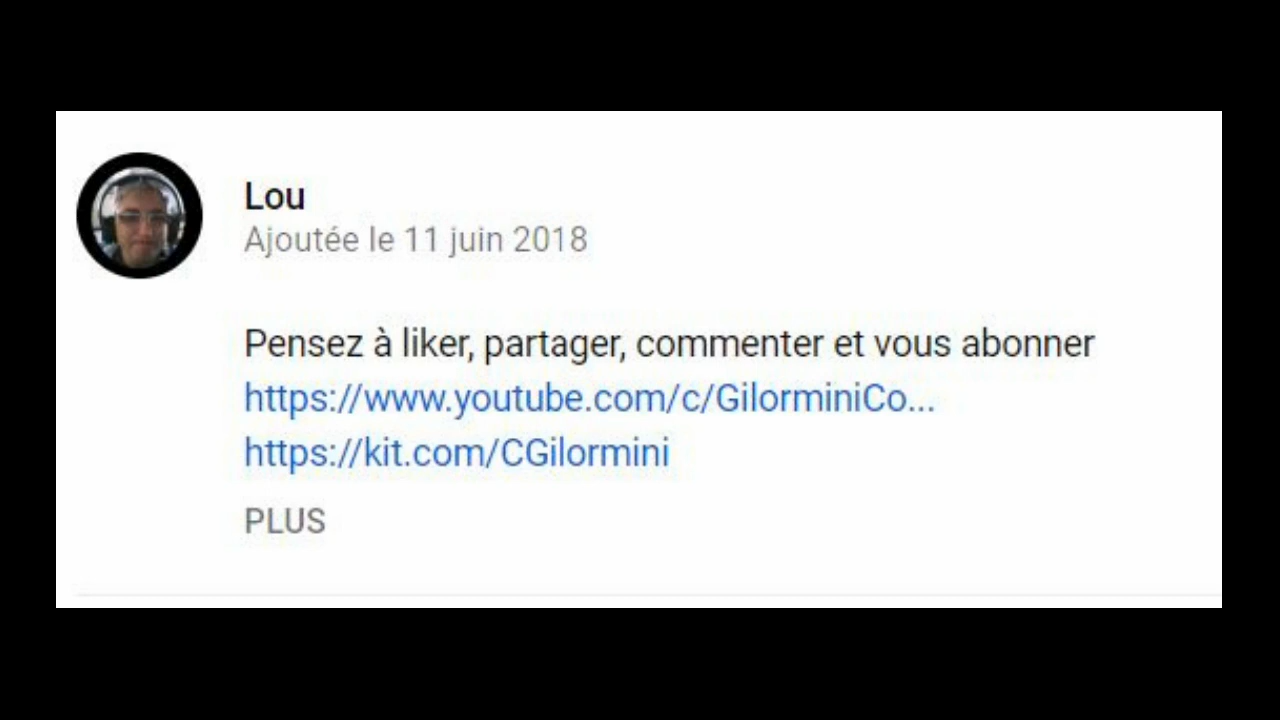 Lou
Ajoutée le 11 juin 2018
Pensez à liker, partager, commenter et vous abonner
https://www.youtube.com/c/GilorminiCo...
https://kit.com/CGilormini
PLUS